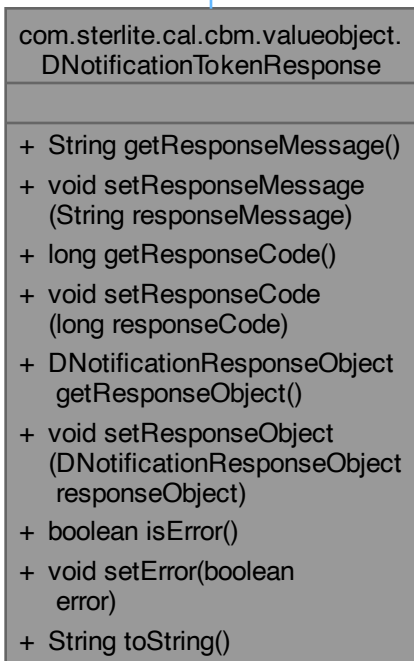 com.sterlite.cal.cbm.valueobject.
DNotificationTokenResponse
+ String getResponseMessage()
+ void setResponseMessage
(String responseMessage)
+ long getResponseCode()
+ void setResponseCode
(long responseCode)
+ DNotificationResponseObject
getResponseObject()
+ void setResponseObject
(DNotificationResponseObject
responseObject)
+ boolean isError()
+ void setError(boolean
error)
+ String toString()